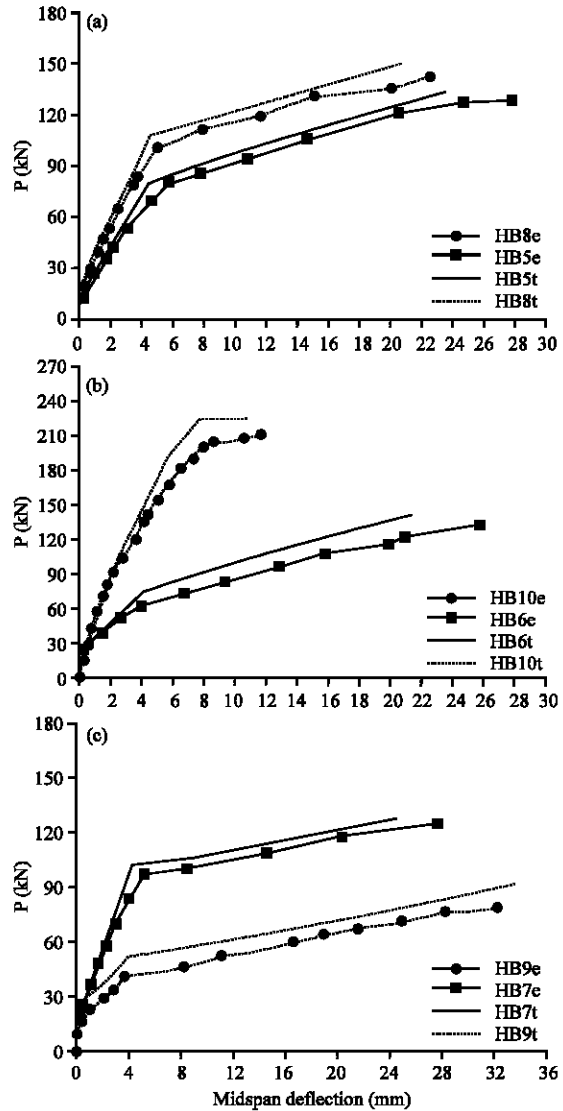 (a)
180
150
120
90
60
30
0
P (kN)
HB8e
HB5e
HB5t
HB8t
0 2 4 6 8 10 12 14 16 18 20 22 24 26 28 30
(b)
270
240
210
180
150
120
90
60
30
0
P (kN)
HB10e
HB6e
HB6t
HB10t
0 2 4 6 8 10 12 14 16 18 20 22 24 26 28 30
(c)
180
150
120
90
60
30
0
P (kN)
HB9e
HB7e
HB7t
HB9t
0 4 8 12 16 20 24 28 32 36
Midspan deflection (mm)